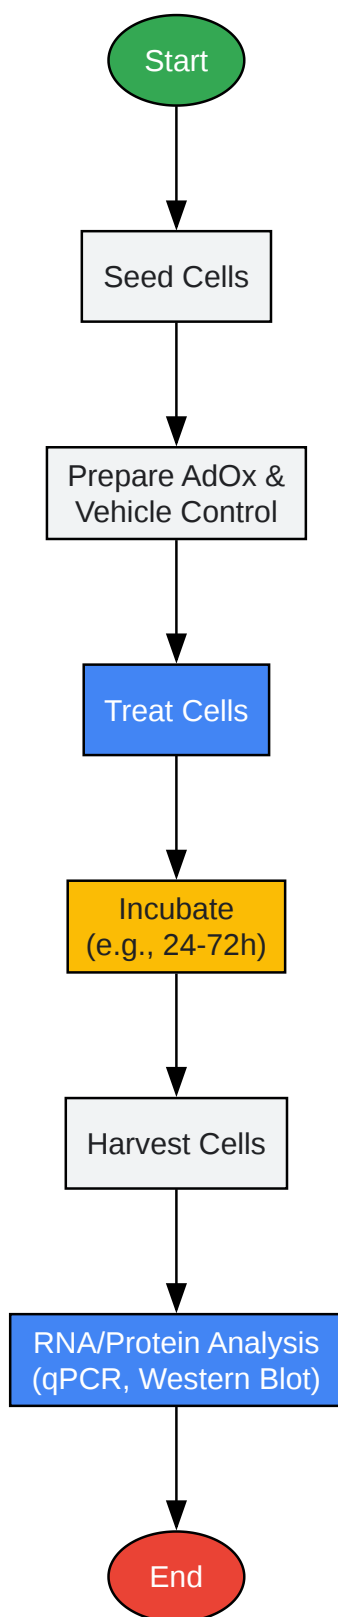 Start
Seed Cells
Prepare AdOx &
Vehicle Control
Treat Cells
Incubate
(e.g., 24-72h)
Harvest Cells
RNA/Protein Analysis
(qPCR, Western Blot)
End